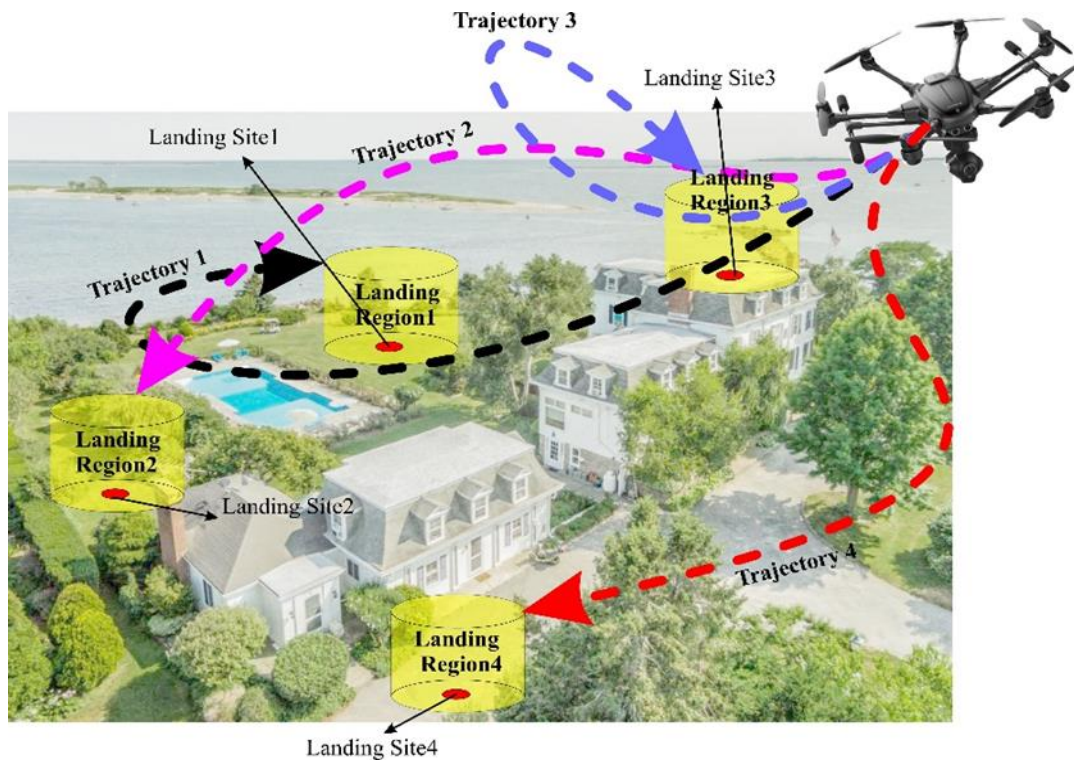 Trajectory 3
Landing Site3
Landing Site1
Trajectory 2
Landing
Region3
Trajectory 1
Landing
Region1
Landing
Region2
Landing Site2
Trajectory 4
Landing
Region4
Landing Site4